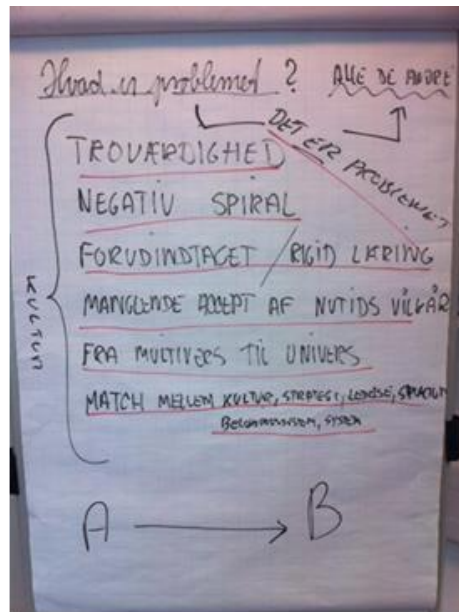 Hvad er problemet? ALLE DE ANDRE
DET ER PROBLEMET
TROVÆRDIGHED
NEGATIV SPIRAL
FORUDINDTAGET / RIGID LÆRING
MANGLENDE ACCEPT AF NUTIDS VILKÅR
FRA MULTIVERS TIL UNIVERS
MATCH MELLEM KULTUR, STRATEGI, LEDELSE,
SYSTEM
KULTUR
A B